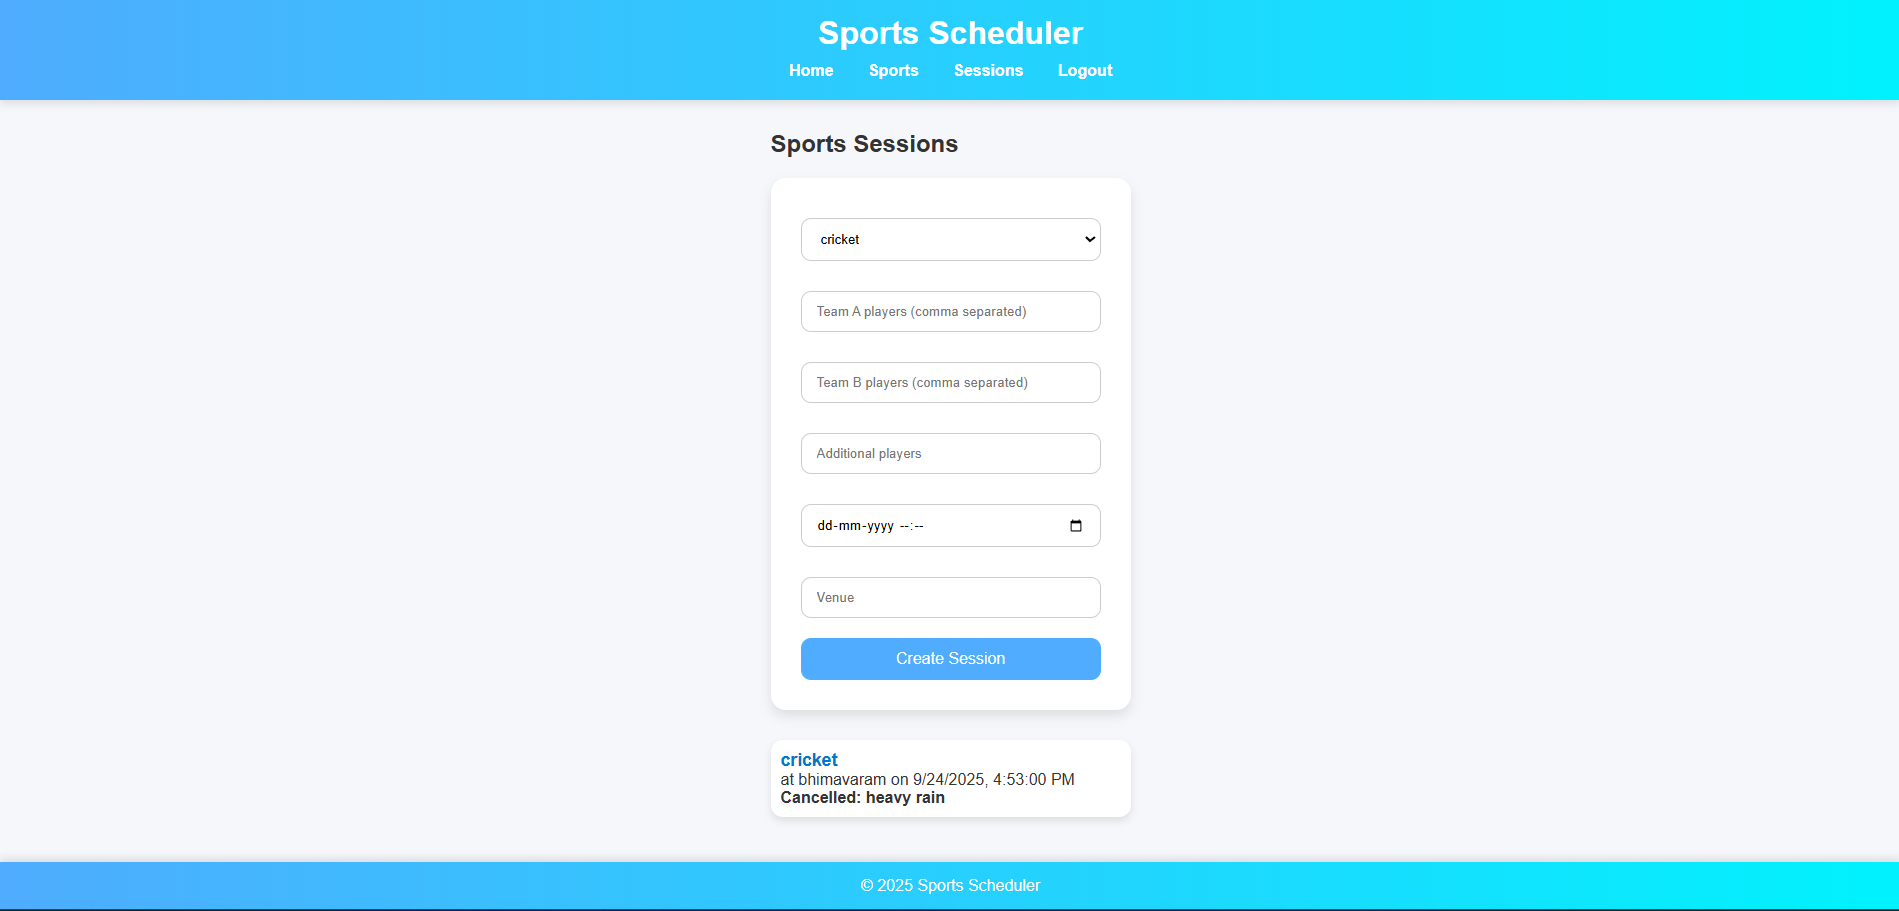 Sports Scheduler
Home Sports Sessions Logout
Sports Sessions
cricket
Team A players (comma separated)
Team B players (comma separated)
Additional players
dd-mm-yyyy --:--
Venue
Create Session
cricket
at bhimavaram on 9/24/2025, 4:53:00 PM
Cancelled: heavy rain
© 2025 Sports Scheduler